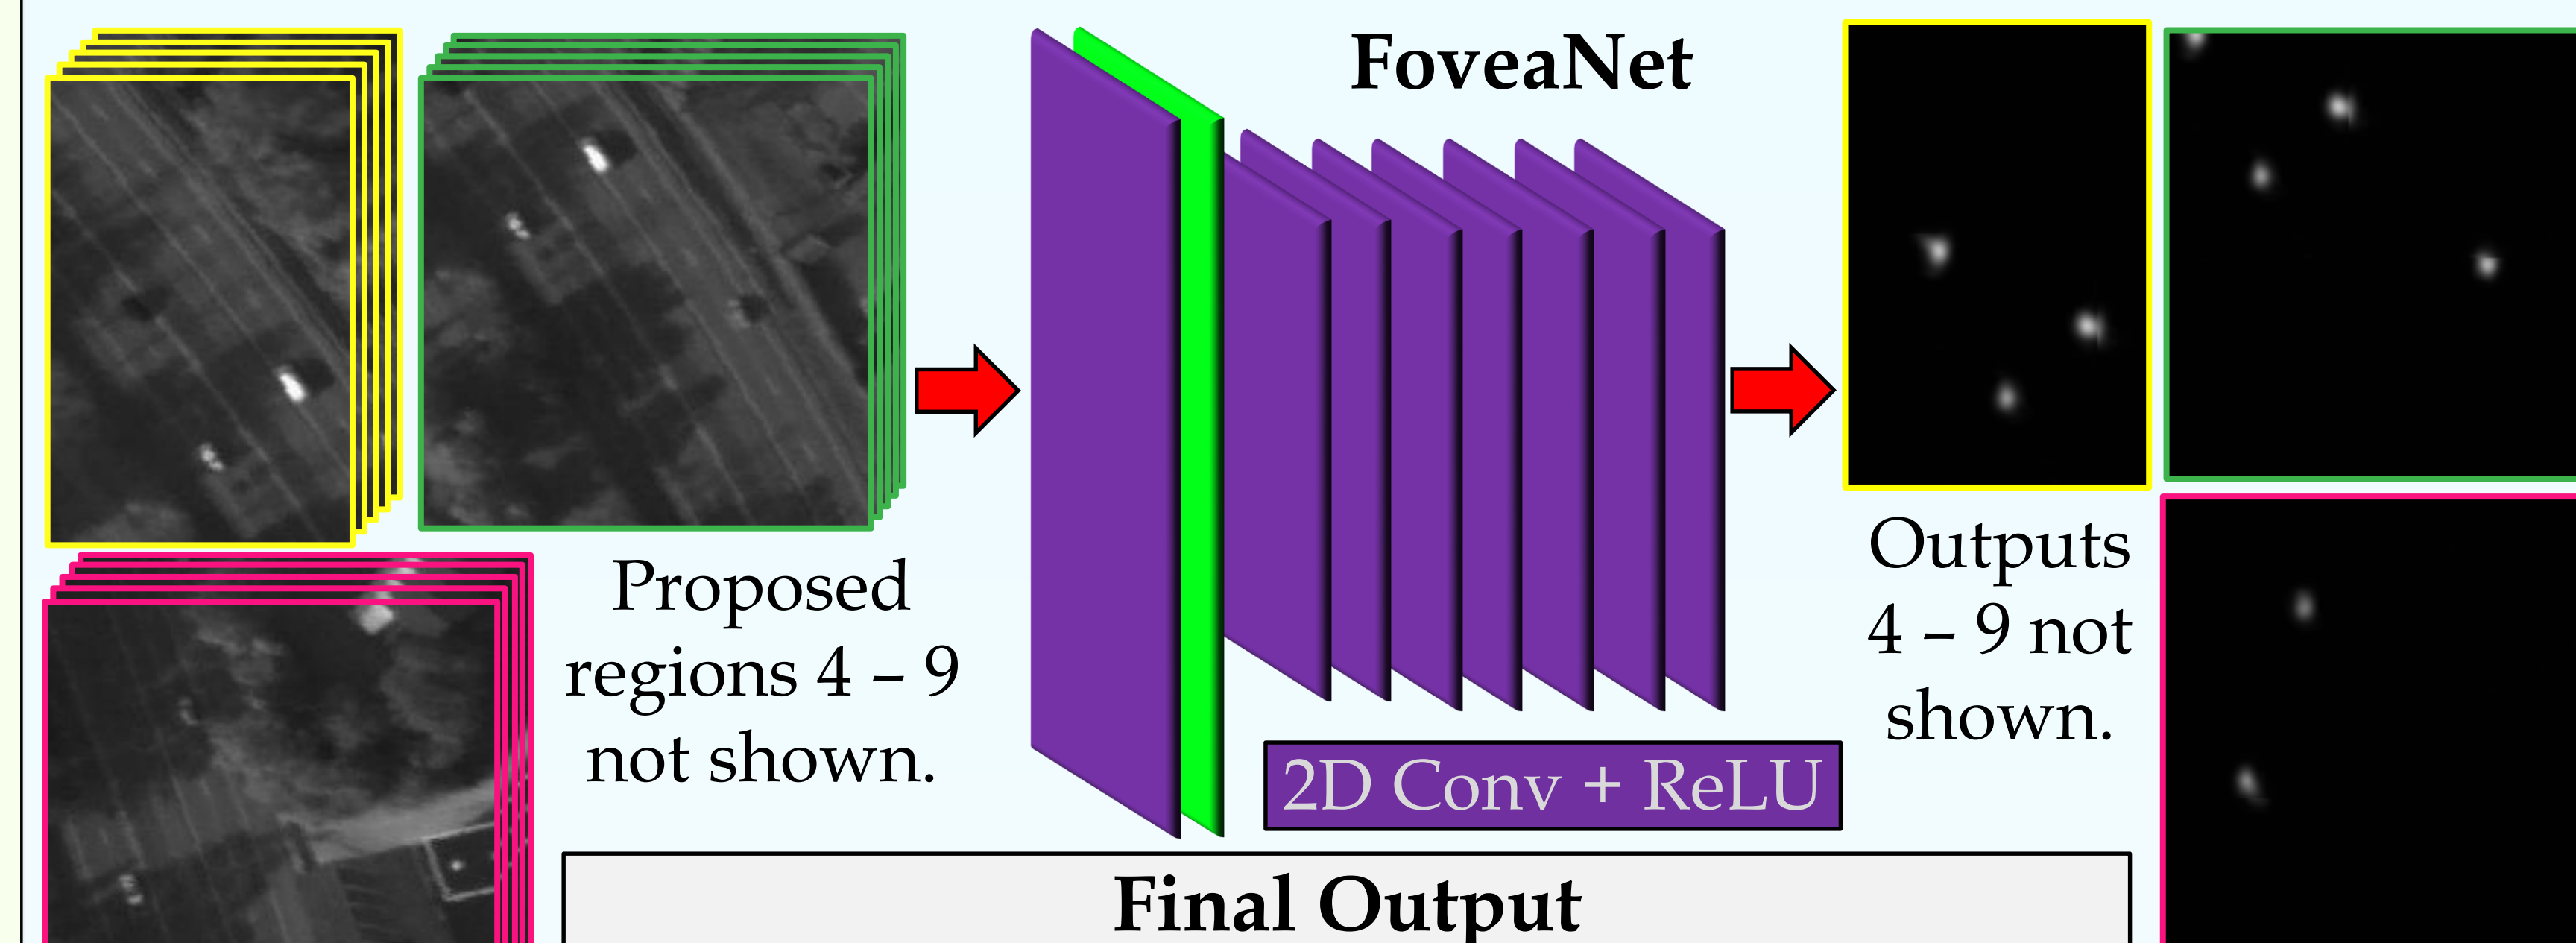 FoveaNet
Proposed
regions 4 – 9
not shown.
Outputs
4 – 9 not
shown.
2D Conv + ReLU
Final Output